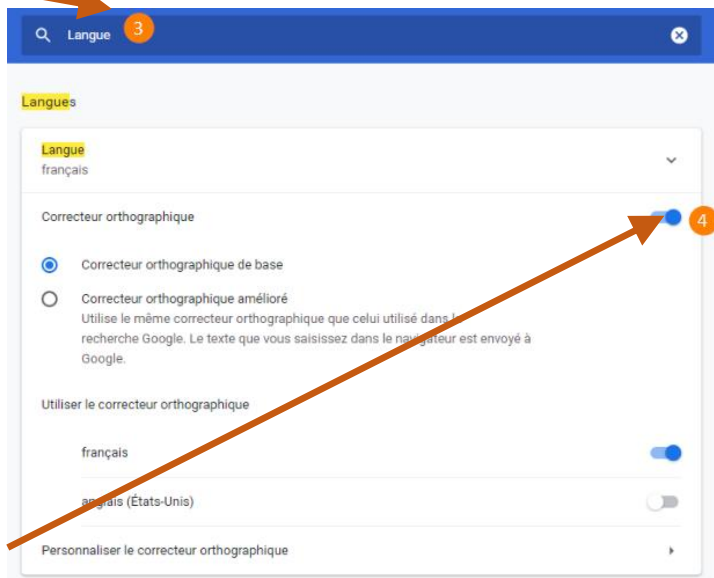 Langue 3
Langues
Langue
français
Correcteur orthographique 4
Correcteur orthographique de base
Correcteur orthographique amélioré
Utilise le même correcteur orthographique que celui utilisé dans
recherche Google. Le texte que vous saisissez dans le navigateur est envoyé à
Google.
Utiliser le correcteur orthographique
français
anglais (États-Unis)
Personnaliser le correcteur orthographique